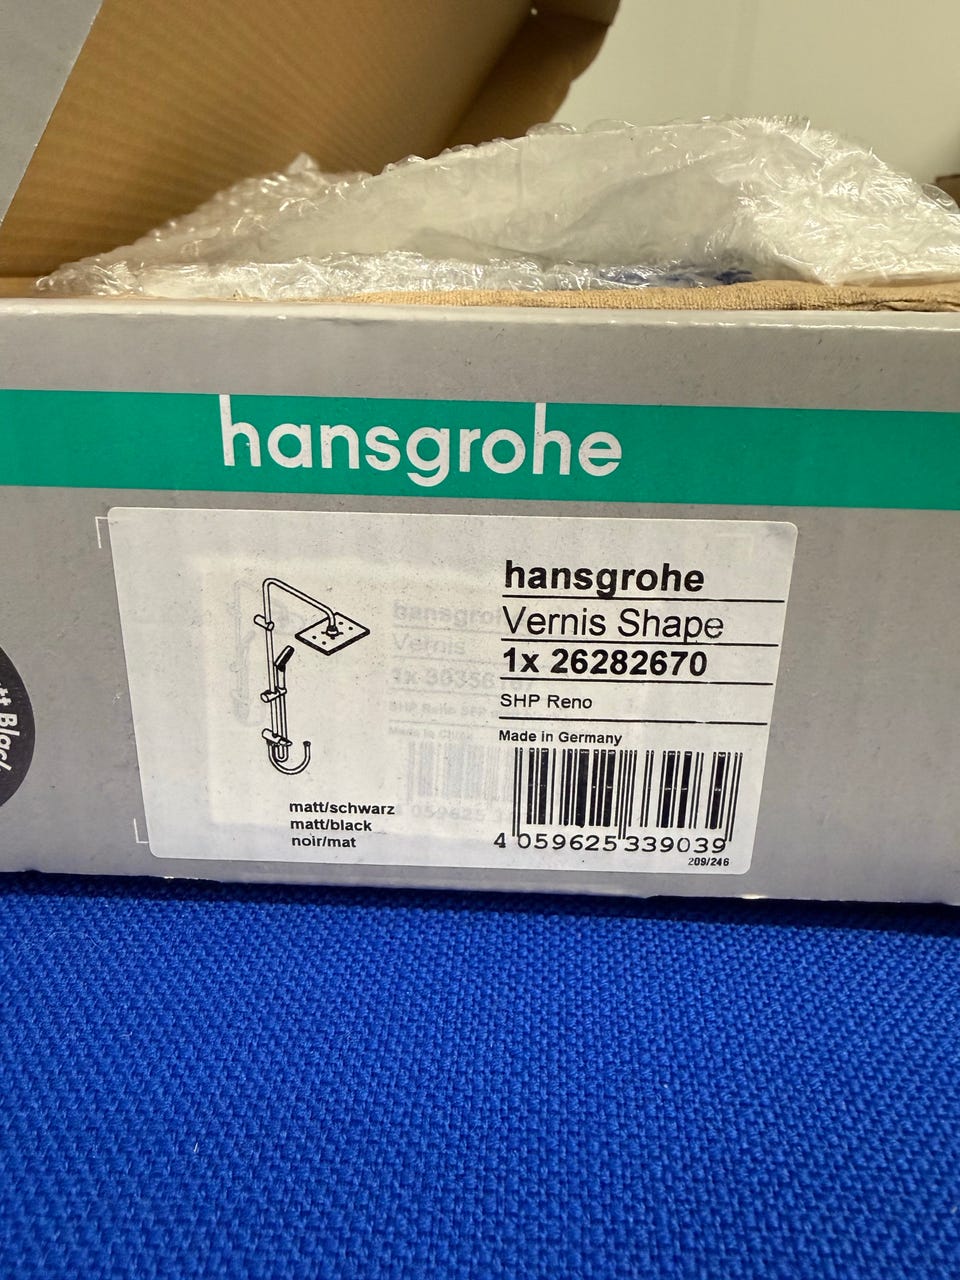 hansgrohe
hansgrohe
Vernis Shape
1x 26282670
SHP Reno
Made in Germany
matt/schwarz
matt/black
noir/mat
4 059625 339039
209/246